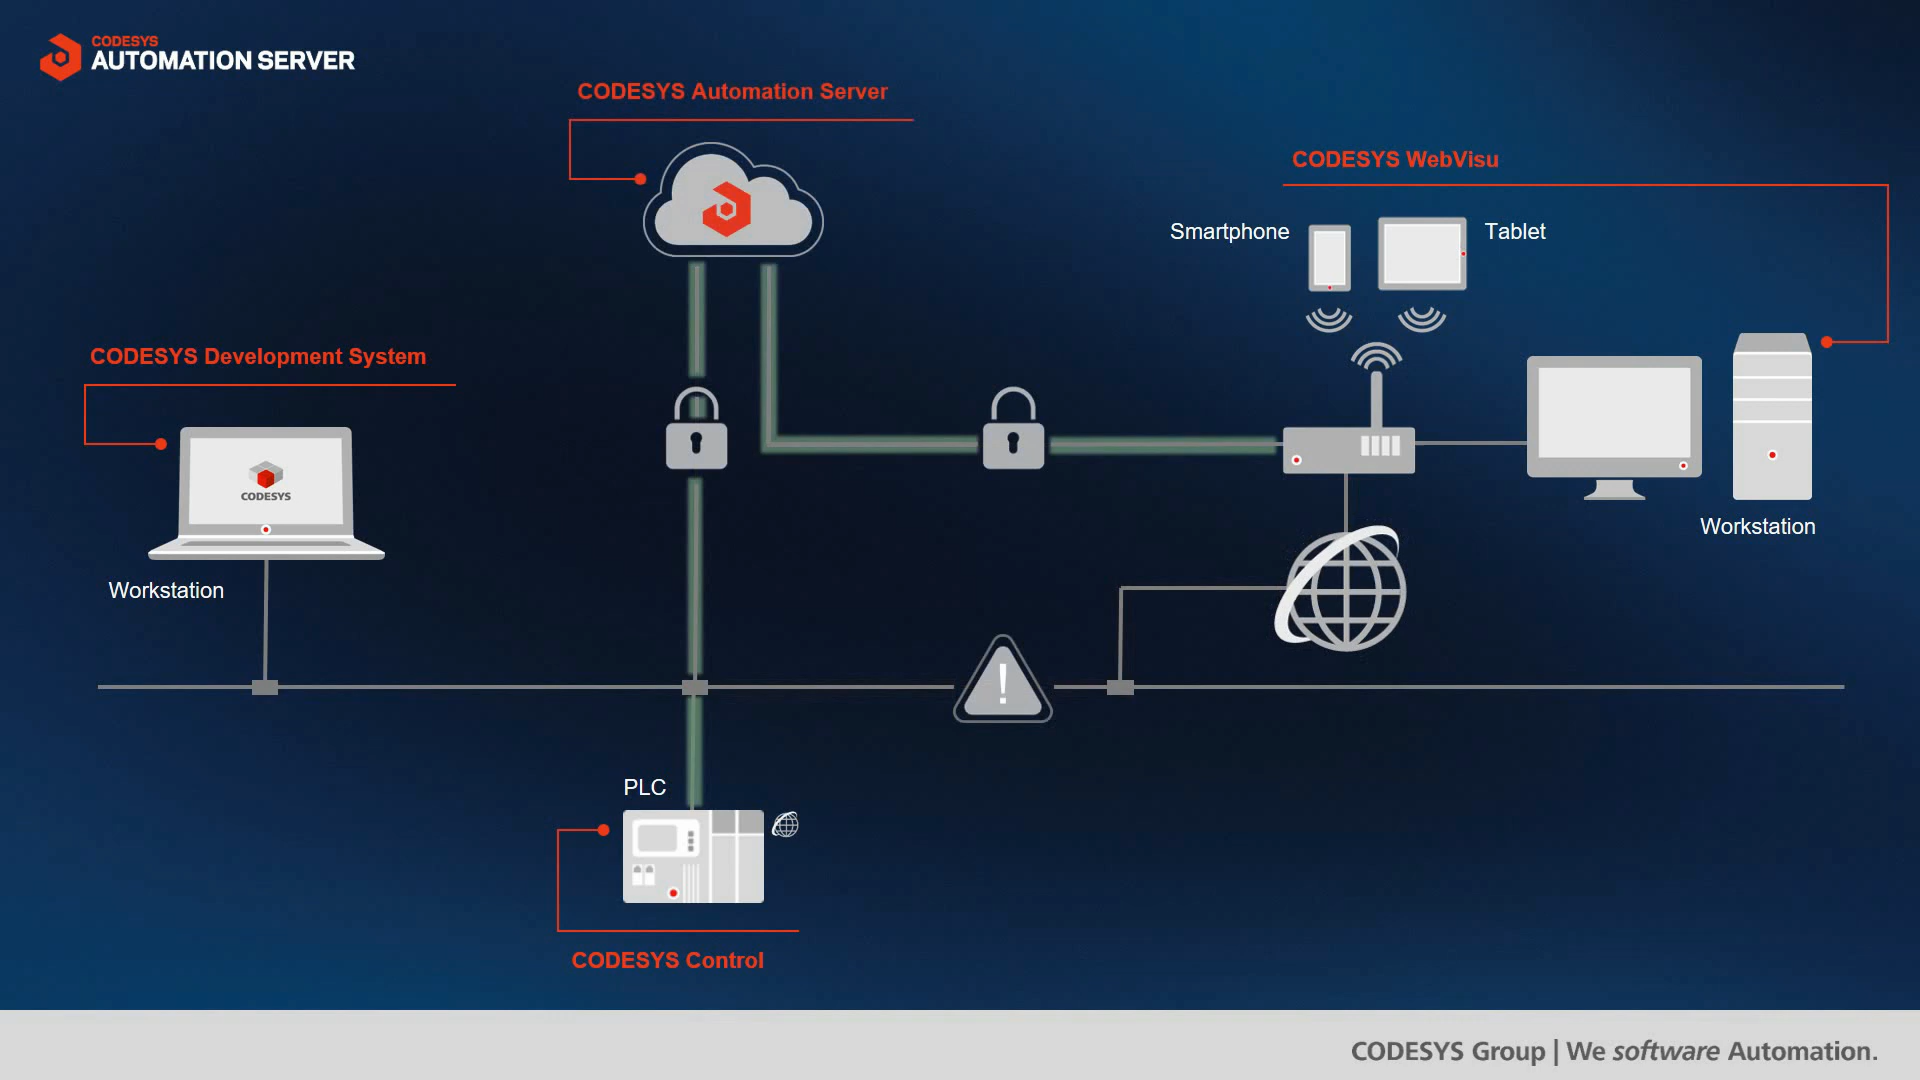 CODESYS
AUTOMATION SERVER
CODESYS Automation Server
CODESYS WebVisu
Smartphone
Tablet
CODESYS Development System
CODESYS
Workstation
Workstation
!
PLC
CODESYS Control
CODESYS Group | We software Automation.